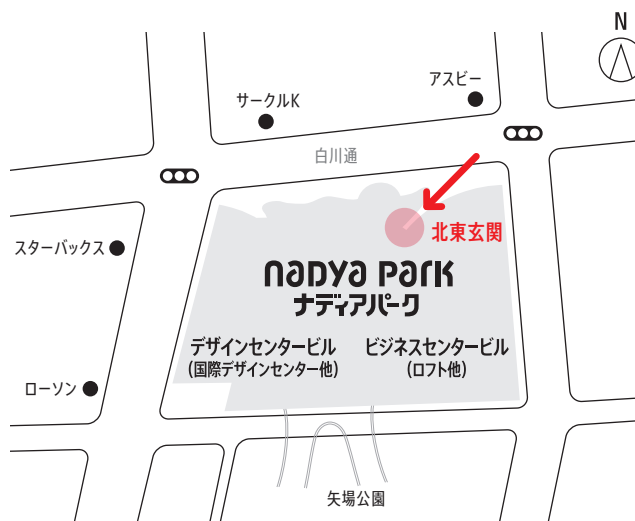 N
アスビー
サークルK
白川通
北東玄関
スターバックス
nadya park
ナディアパーク
デザインセンタービル
(国際デザインセンター他)
ビジネスセンタービル
(ロフト他)
ローソン
矢場公園